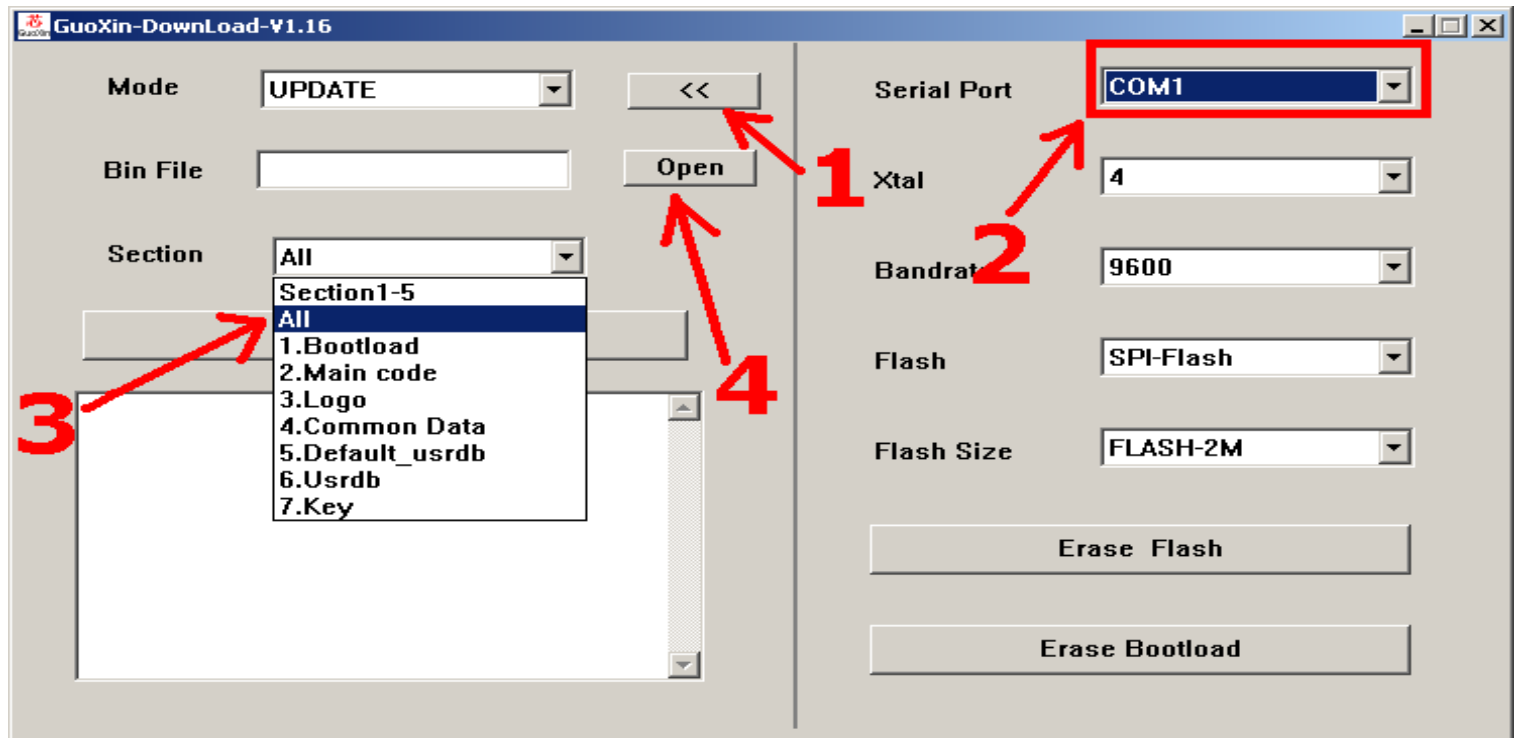 芯
GuoXin
GuoXin-DownLoad-V1.16
Mode
UPDATE
<<
Bin File
Open
Section
All
Section1-5
All
1.Bootload
2.Main code
3.Logo
4.Common Data
5.Default_usrdb
6.Usrdb
7.Key
Serial Port
COM1
Xtal
4
Bandrat
9600
Flash
SPI-Flash
Flash Size
FLASH-2M
Erase Flash
Erase Bootload
1
2
3
4